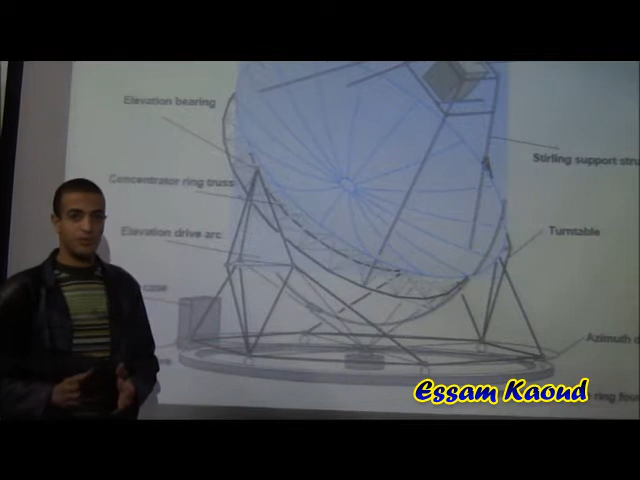 Elevation bearing
Stirling support stru
Concentrator ring truss
Elevation drive arc
Turntable
Azimuth
ring fou
Essam Kaoud